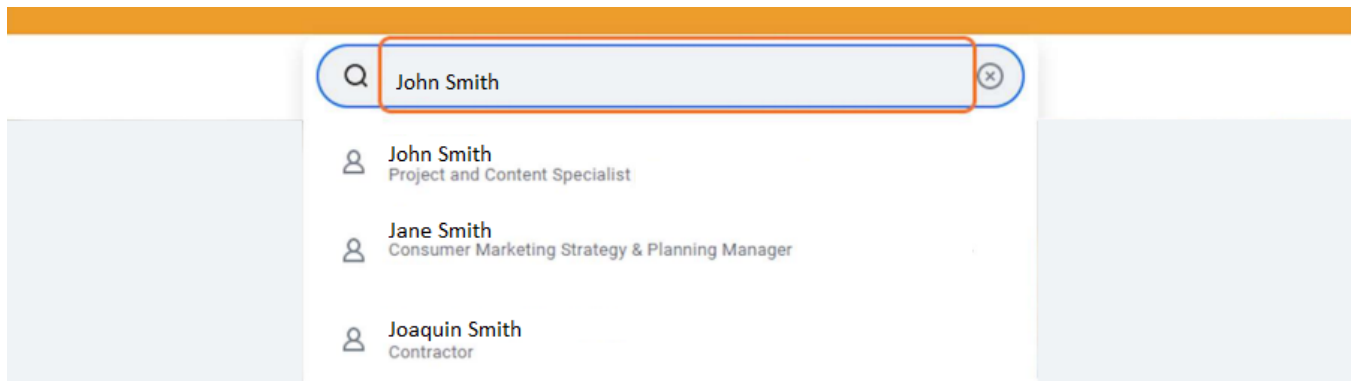 John Smith
John Smith
Project and Content Specialist
Jane Smith
Consumer Marketing Strategy & Planning Manager
Joaquin Smith
Contractor